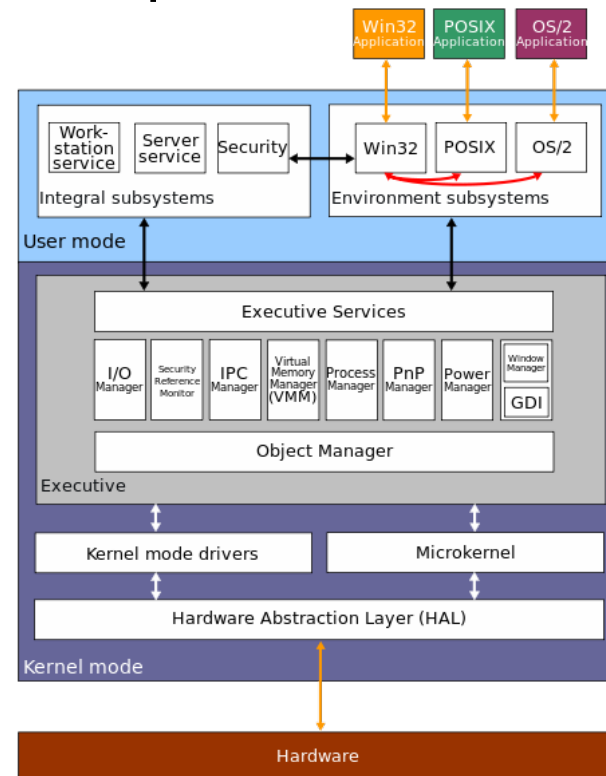 Win32
Application
POSIX
Application
OS/2
Application
Work-
station
service
Server
service
Security
Win32
POSIX
OS/2
Integral subsystems
Environment subsystems
User mode
Executive Services
I/O
Manager
Security
Reference
Monitor
IPC
Manager
Virtual
Memory
Manager
(VMM)
Process
Manager
PnP
Manager
Power
Manager
Window
Manager
GDI
Object Manager
Executive
Kernel mode drivers
Microkernel
Hardware Abstraction Layer (HAL)
Kernel mode
Hardware